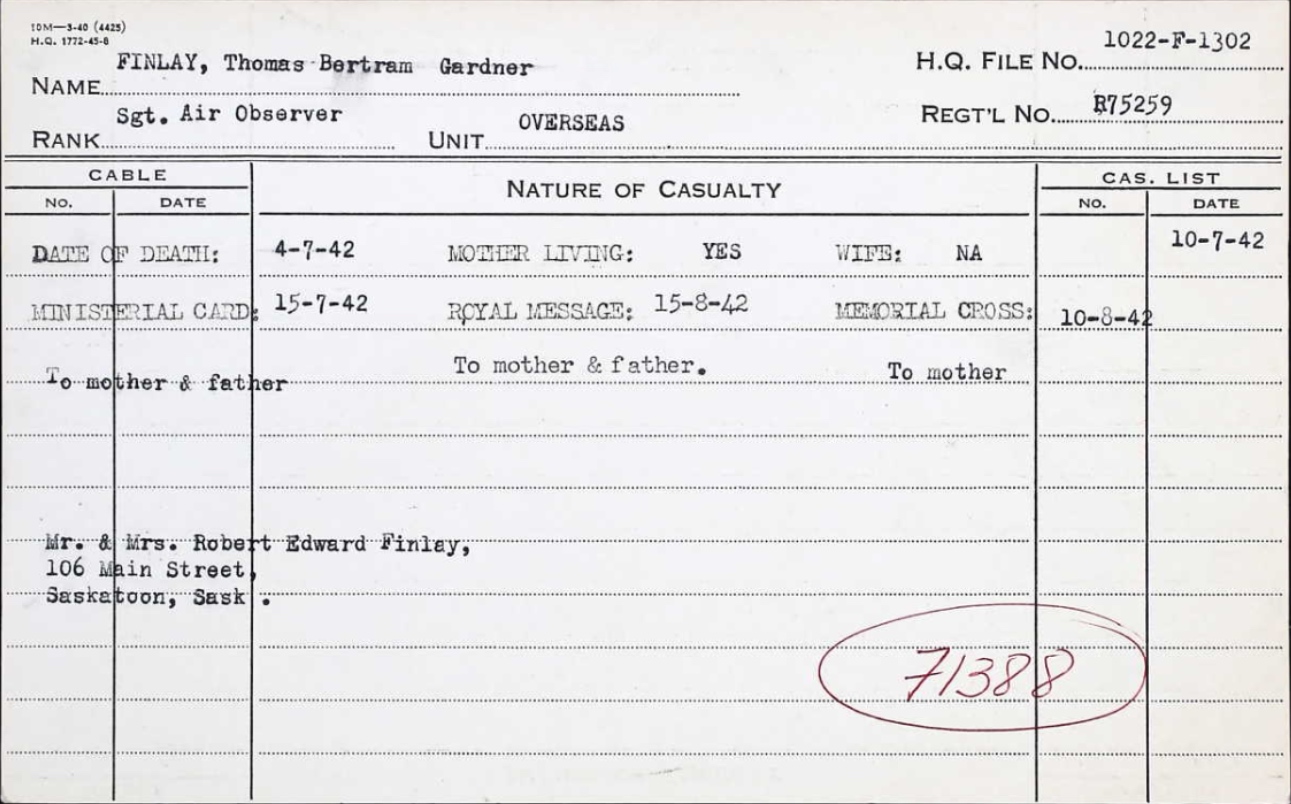 10M—3-40 (4425)
H.Q. 1772-45-8
NAME FINLAY, Thomas Bertram Gardner H.Q. FILE NO. 1022-F-1302
RANK Sgt. Air Observer UNIT OVERSEAS REGT'L NO. R75259
CABLE NATURE OF CASUALTY CAS. LIST
NO. DATE NO. DATE
DATE OF DEATH: 4-7-42 MOTHER LIVING: YES WIFE: NA 10-7-42
MINISTERIAL CARD: 15-7-42 ROYAL MESSAGE: 15-8-42 MEMORIAL CROSS: 10-8-42
To mother & father To mother & father. To mother
Mr. & Mrs. Robert Edward Finlay,
106 Main Street,
Saskatoon, Sask.
71388